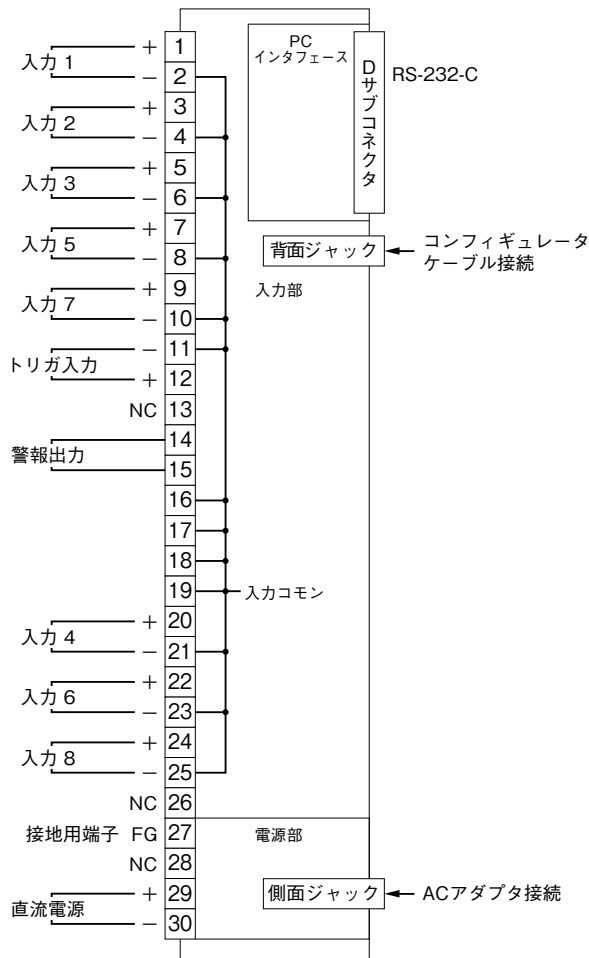 PC
インタフェース
Dサブコネクタ
RS-232-C
入力 1
+ 1
− 2
入力 2
+ 3
− 4
入力 3
+ 5
− 6
入力 5
+ 7
− 8
背面ジャック
コンフィギュレータ
ケーブル接続
入力部
入力 7
+ 9
− 10
トリガ入力
− 11
+ 12
NC 13
警報出力
14
15
16
17
18
19 入力コモン
入力 4
+ 20
− 21
入力 6
+ 22
− 23
入力 8
+ 24
− 25
NC 26
接地用端子 FG 27
電源部
NC 28
直流電源
+ 29
− 30
側面ジャック
ACアダプタ接続